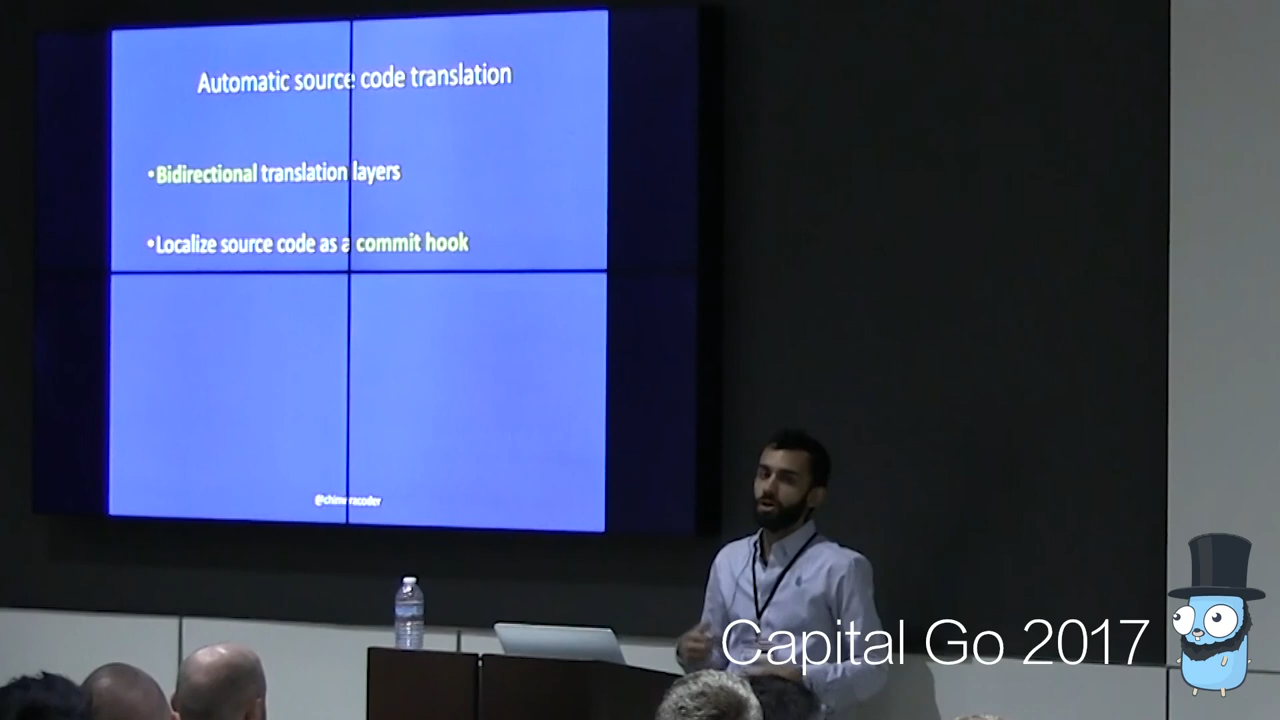 Automatic source code translation
•Bidirectional translation layers
•Localize source code as a commit hook
@chimeracoder
Capital Go 2017